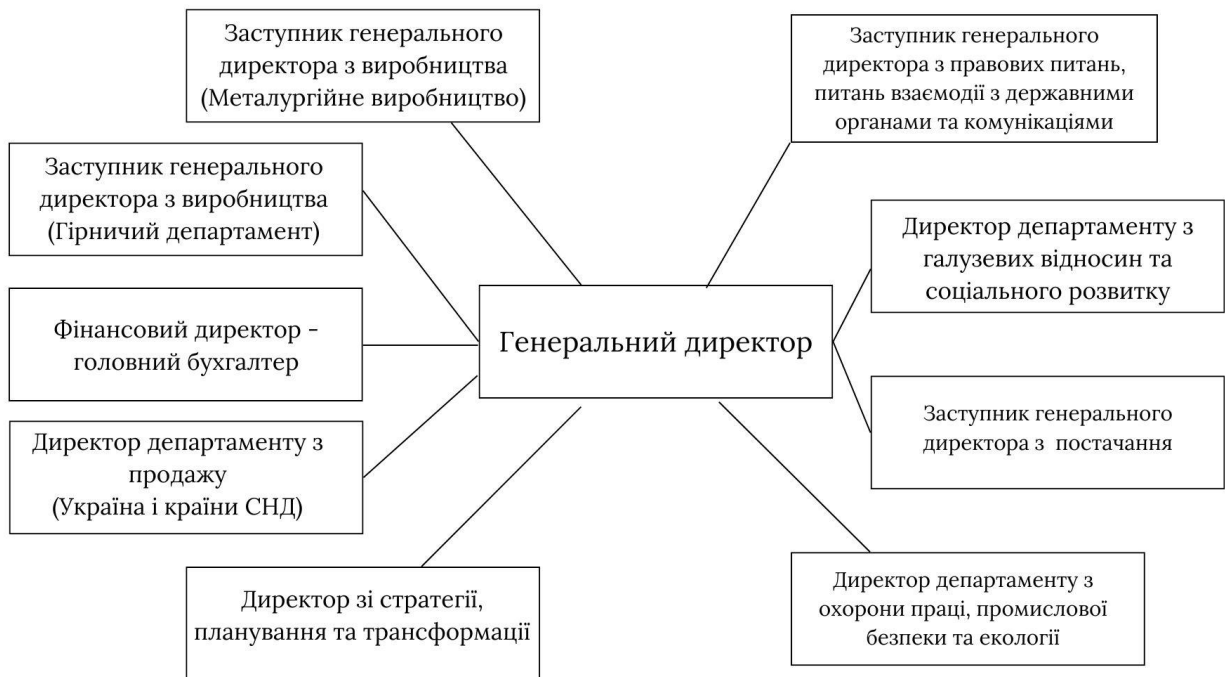 Заступник генерального
директора з виробництва
(Металургійне виробництво)
Заступник генерального
директора з правових питань,
питань взаємодії з державними
органами та комунікаціями
Заступник генерального
директора з виробництва
(Гірничий департамент)
Директор департаменту з
галузевих відносин та
соціального розвитку
Фінансовий директор -
головний бухгалтер
Генеральний директор
Заступник генерального
директора з постачання
Директор департаменту з
продажу
(Україна і країни СНД)
Директор зі стратегії,
планування та трансформації
Директор департаменту з
охорони праці, промислової
безпеки та екології